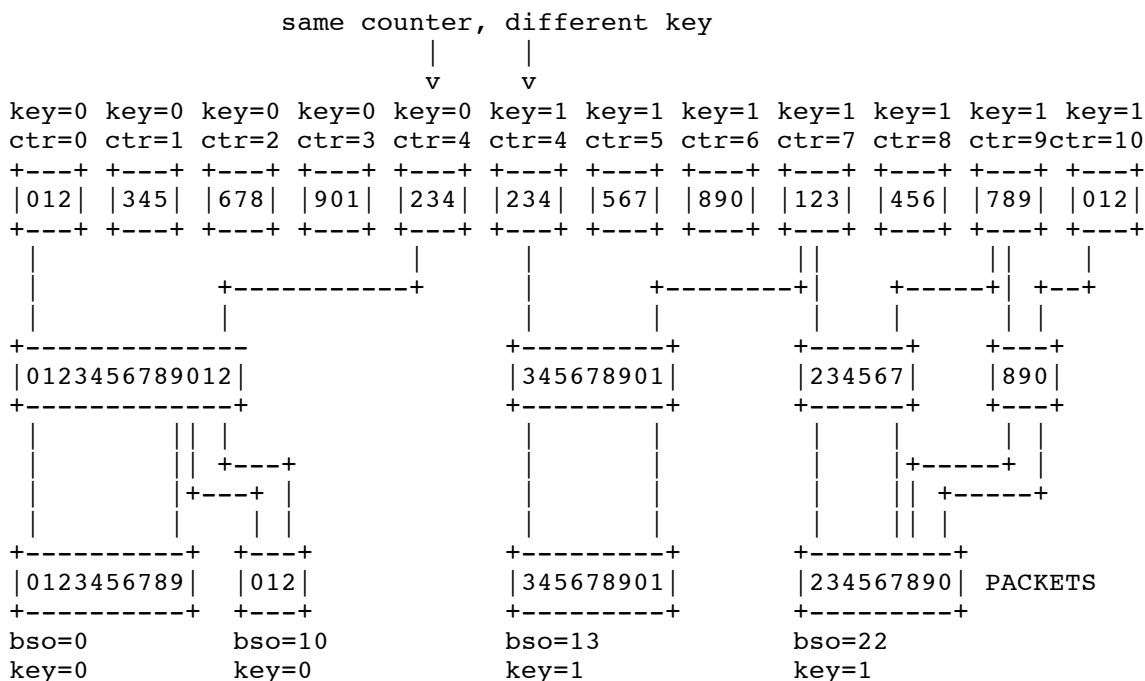 same counter, different key
key=0 key=0 key=0 key=0 key=0 key=1 key=1 key=1 key=1 key=1 key=1 key=1
ctr=0 ctr=1 ctr=2 ctr=3 ctr=4 ctr=4 ctr=5 ctr=6 ctr=7 ctr=8 ctr=9ctr=10
|012| |345| |678| |901| |234| |234| |567| |890| |123| |456| |789| |012|
|0123456789012| |345678901| |234567| |890|
|0123456789| |012| |345678901| |234567890| PACKETS
bso=0 bso=10 bso=13 bso=22
key=0 key=0 key=1 key=1